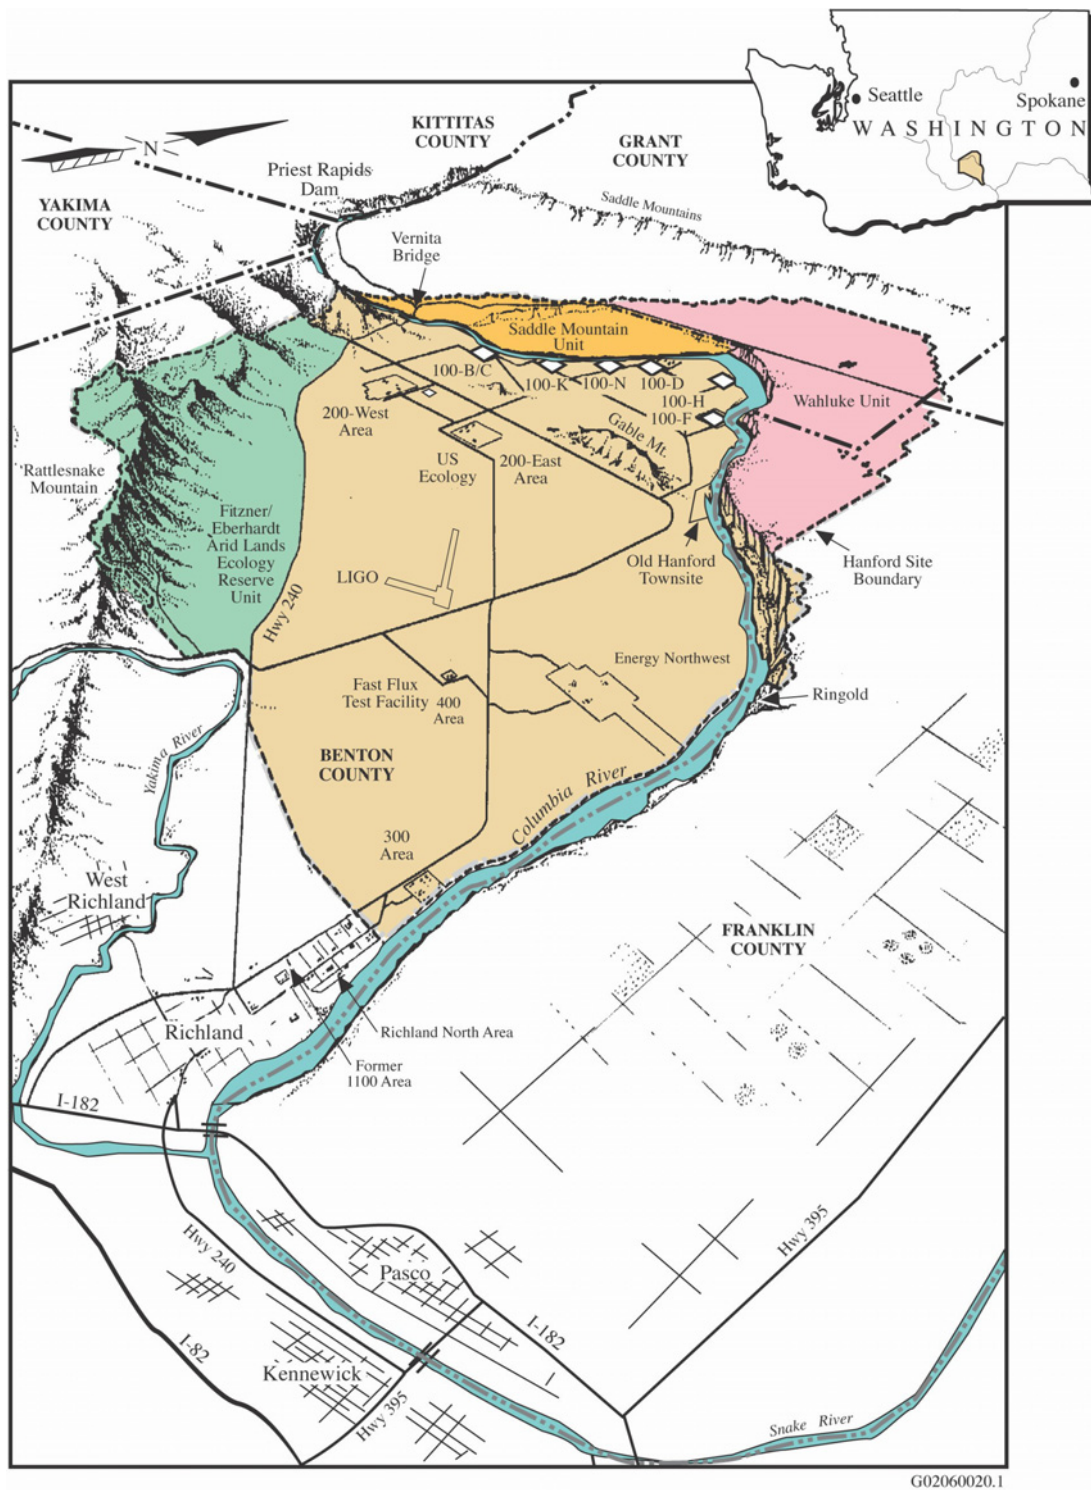 Seattle
Spokane
WASHINGTON
N
KITTITAS
COUNTY
GRANT
COUNTY
Priest Rapids
Dam
Saddle Mountains
YAKIMA
COUNTY
Vernita
Bridge
Saddle Mountain
Unit
100-B/C
100-K
100-N
100-D
100-H
100-F
Wahluke Unit
200-West
Area
Gable Mt.
US
Ecology
200-East
Area
Rattlesnake
Mountain
Fitzner/
Eberhardt
Arid Lands
Ecology
Reserve
Unit
Old Hanford
Townsite
Hanford Site
Boundary
LIGO
Hwy 240
Energy Northwest
Fast Flux
Test Facility
400
Area
Ringold
Yakima River
BENTON
COUNTY
Columbia River
300
Area
West
Richland
FRANKLIN
COUNTY
Richland
Richland North Area
Former
1100 Area
I-182
Hwy 240
Hwy 395
Pasco
I-182
I-82
Kennewick
Hwy 395
Snake River
G02060020.1